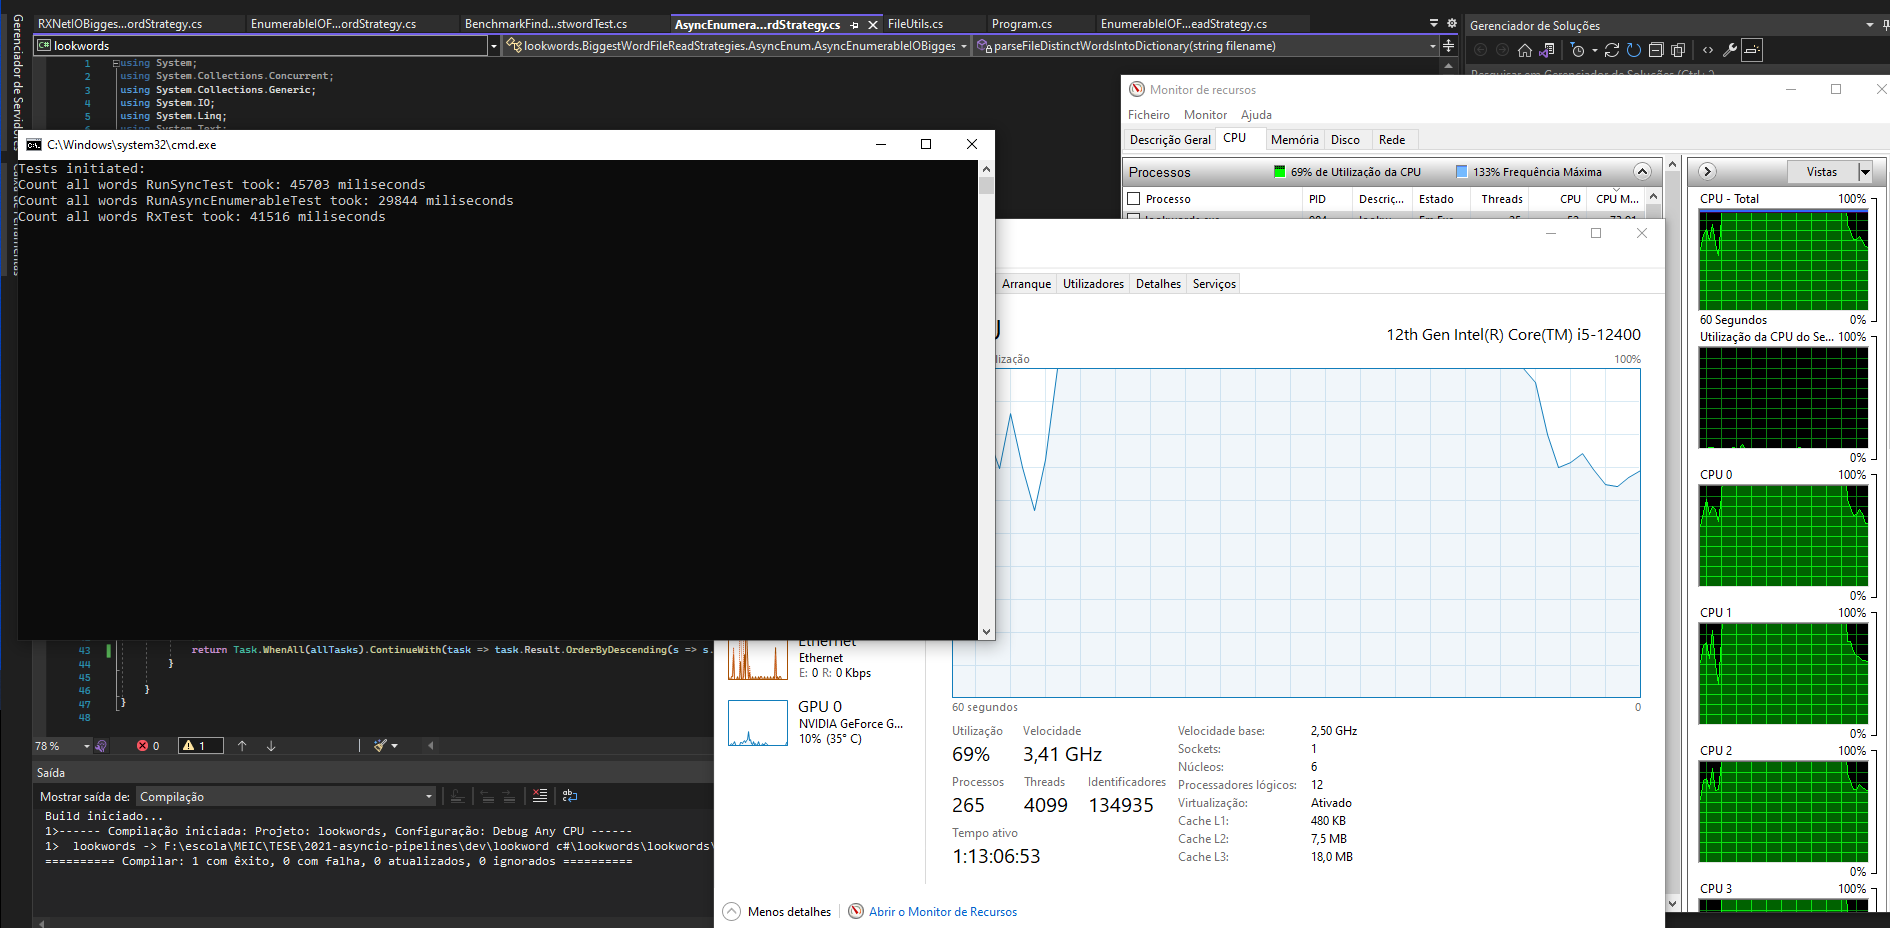 RXNetIOBigges...ordStrategy.cs
EnumerableIOF...ordStrategy.cs
BenchmarkFind...stwordTest.cs
AsyncEnumera...rdStrategy.cs
FileUtils.cs
Program.cs
EnumerableIOF...eadStrategy.cs
Gerenciador de Soluções
C# lookwords
lookwords.BiggestWordFileReadStrategies.AsyncEnum.AsyncEnumerableIOBigges
parseFileDistinctWordsIntoDictionary(string filename)
1 using System;
2 using System.Collections.Concurrent;
3 using System.Collections.Generic;
4 using System.IO;
5 using System.Linq;
6 using System.Text;
C:\Windows\system32\cmd.exe
Tests initiated:
Count all words RunSyncTest took: 45703 miliseconds
Count all words RunAsyncEnumerableTest took: 29844 miliseconds
Count all words RxTest took: 41516 miliseconds
Monitor de recursos
Ficheiro Monitor Ajuda
Descrição Geral CPU Memória Disco Rede
Processos 69% de Utilização da CPU 133% Frequência Máxima
Processo PID Descriç... Estado Threads CPU CPU M...
Vistas
CPU - Total 100%
60 Segundos 0%
Utilização da CPU do Se... 100%
0%
CPU 0 100%
0%
CPU 1 100%
0%
CPU 2 100%
0%
CPU 3 100%
Arranque Utilizadores Detalhes Serviços
12th Gen Intel(R) Core(TM) i5-12400
100%
60 segundos 0
Utilização Velocidade
69% 3,41 GHz
Processos Threads Identificadores
265 4099 134935
Tempo ativo
1:13:06:53
Velocidade base: 2,50 GHz
Sockets: 1
Núcleos: 6
Processadores lógicos: 12
Virtualização: Ativado
Cache L1: 480 KB
Cache L2: 7,5 MB
Cache L3: 18,0 MB
Ethernet
Ethernet
E: 0 R: 0 Kbps
GPU 0
NVIDIA GeForce G...
10% (35° C)
Menos detalhes
Abrir o Monitor de Recursos
43 return Task.WhenAll(allTasks).ContinueWith(task => task.Result.OrderByDescending(s => s.
44 }
45
46 }
47 }
48
78 % 0 1
Saída
Mostrar saída de: Compilação
Build iniciado...
1>------ Compilação iniciada: Projeto: lookwords, Configuração: Debug Any CPU ------
1>  lookwords -> F:\escola\MEIC\TESE\2021-asyncio-pipelines\dev\lookword c#\lookwords\lookwords\
========== Compilar: 1 com êxito, 0 com falha, 0 atualizados, 0 ignorados ==========